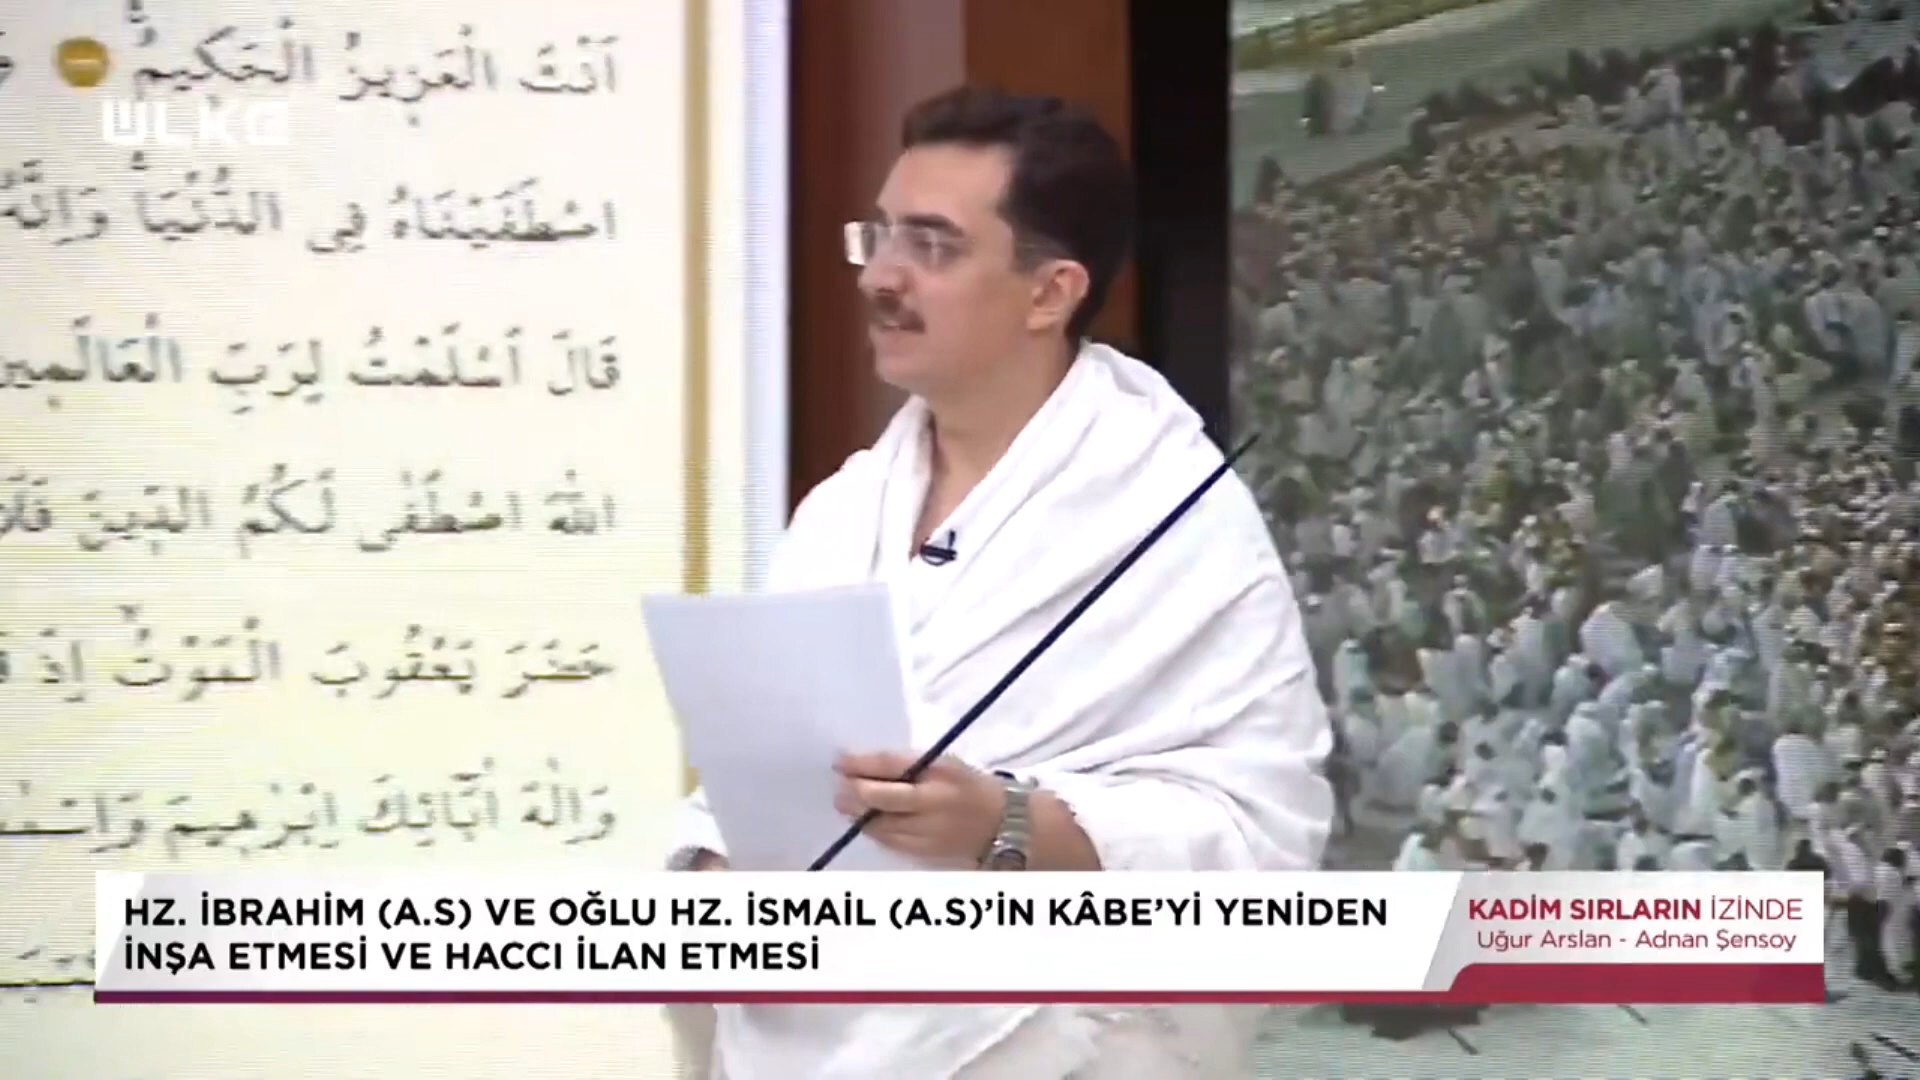 اَنْتَ الْعَزِيزُ الْحَكِيمُ
ÜLKE
اصْطَفَيْنَاهُ فِي الدُّنْيَا وَاِنَّهُ
قَالَ اَسْلَمْتُ لِرَبِّ الْعَالَمِينَ
اللّٰهَ اصْطَفٰى لَكُمُ الدّ۪ينَ فَلَا
حَضَرَ يَعْقُوبَ الْمَوْتُ اِذْ
وَاِلٰهَ اٰبَٓائِكَ اِبْرٰه۪يمَ
HZ. İBRAHİM (A.S) VE OĞLU HZ. İSMAİL (A.S)'İN KÂBE'Yİ YENİDEN
İNŞA ETMESİ VE HACCI İLAN ETMESİ
KADİM SIRLARIN İZİNDE
Uğur Arslan - Adnan Şensoy